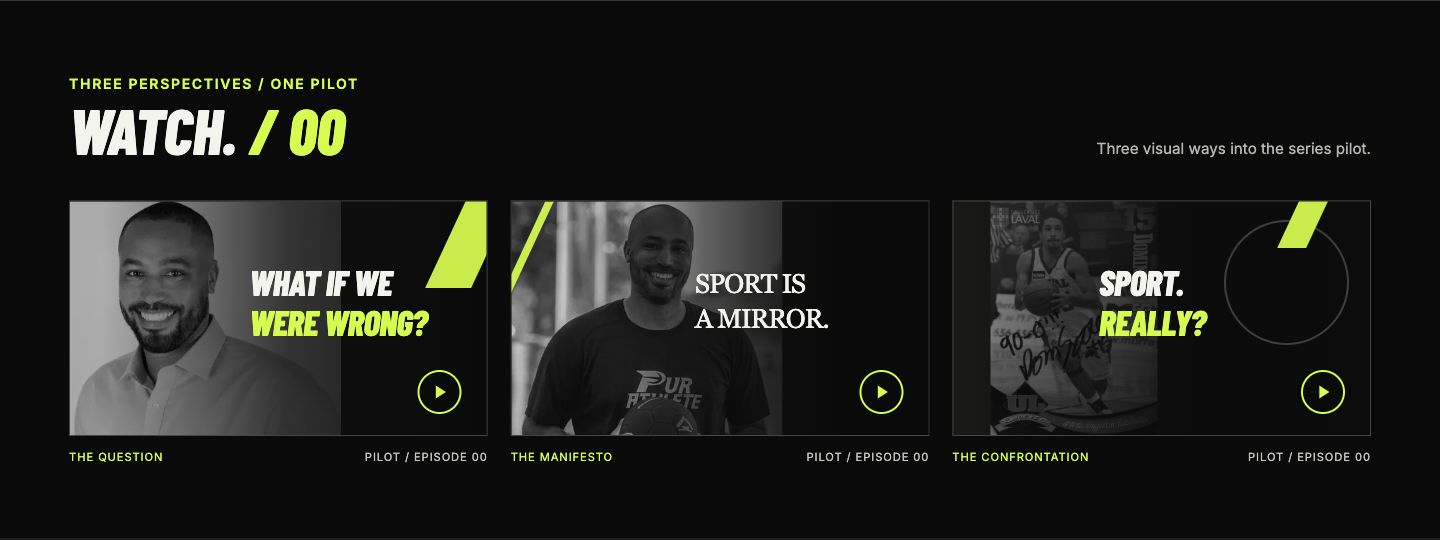 THREE PERSPECTIVES / ONE PILOT
WATCH. / 00
Three visual ways into the series pilot.
WHAT IF WE
WERE WRONG?
PUR
ATHLETE
SPORT IS
A MIRROR.
LAVAL
15
SPORT.
REALLY?
UL
THE QUESTION
PILOT / EPISODE 00
THE MANIFESTO
PILOT / EPISODE 00
THE CONFRONTATION
PILOT / EPISODE 00